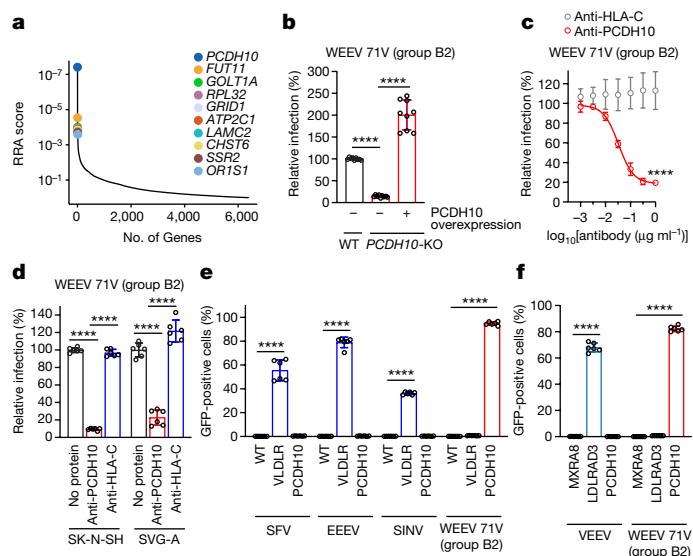 a
RRA score
10⁻⁷
10⁻⁵
10⁻³
10⁻¹
PCDH10
FUT11
GOLT1A
RPL32
GRID1
ATP2C1
LAMC2
CHST6
SSR2
OR1S1
0
2,000
4,000
6,000
No. of Genes
b
WEEV 71V (group B2)
Relative infection (%)
250
200
150
100
50
0
****
****
–
–
+
PCDH10
overexpression
WT
PCDH10-KO
c
Anti-HLA-C
Anti-PCDH10
WEEV 71V (group B2)
Relative infection (%)
120
100
80
60
40
20
0
****
–3
–2
–1
0
log₁₀[antibody (µg ml⁻¹)]
d
WEEV 71V (group B2)
Relative infection (%)
140
120
100
80
60
40
20
0
****
****
****
****
No protein
Anti-PCDH10
Anti-HLA-C
No protein
Anti-PCDH10
Anti-HLA-C
SK-N-SH
SVG-A
e
GFP-positive cells (%)
100
80
60
40
20
0
****
****
****
****
WT
VLDLR
PCDH10
WT
VLDLR
PCDH10
WT
VLDLR
PCDH10
WT
VLDLR
PCDH10
SFV
EEEV
SINV
WEEV 71V
(group B2)
f
GFP-positive cells (%)
100
80
60
40
20
0
****
****
MXRA8
LDLRAD3
PCDH10
MXRA8
LDLRAD3
PCDH10
VEEV
WEEV 71V
(group B2)